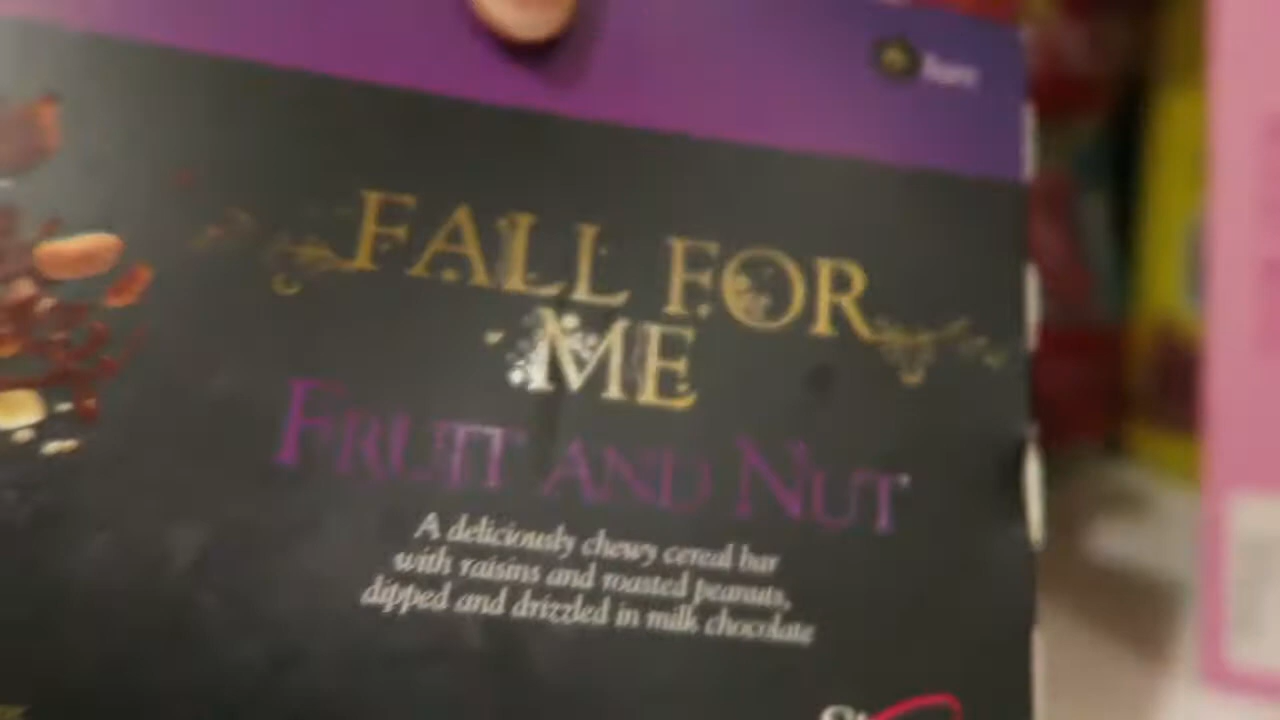 FALL FOR
ME
FRUIT AND NUT
A deliciously chewy cereal bar
with raisins and roasted peanuts,
dipped and drizzled in milk chocolate